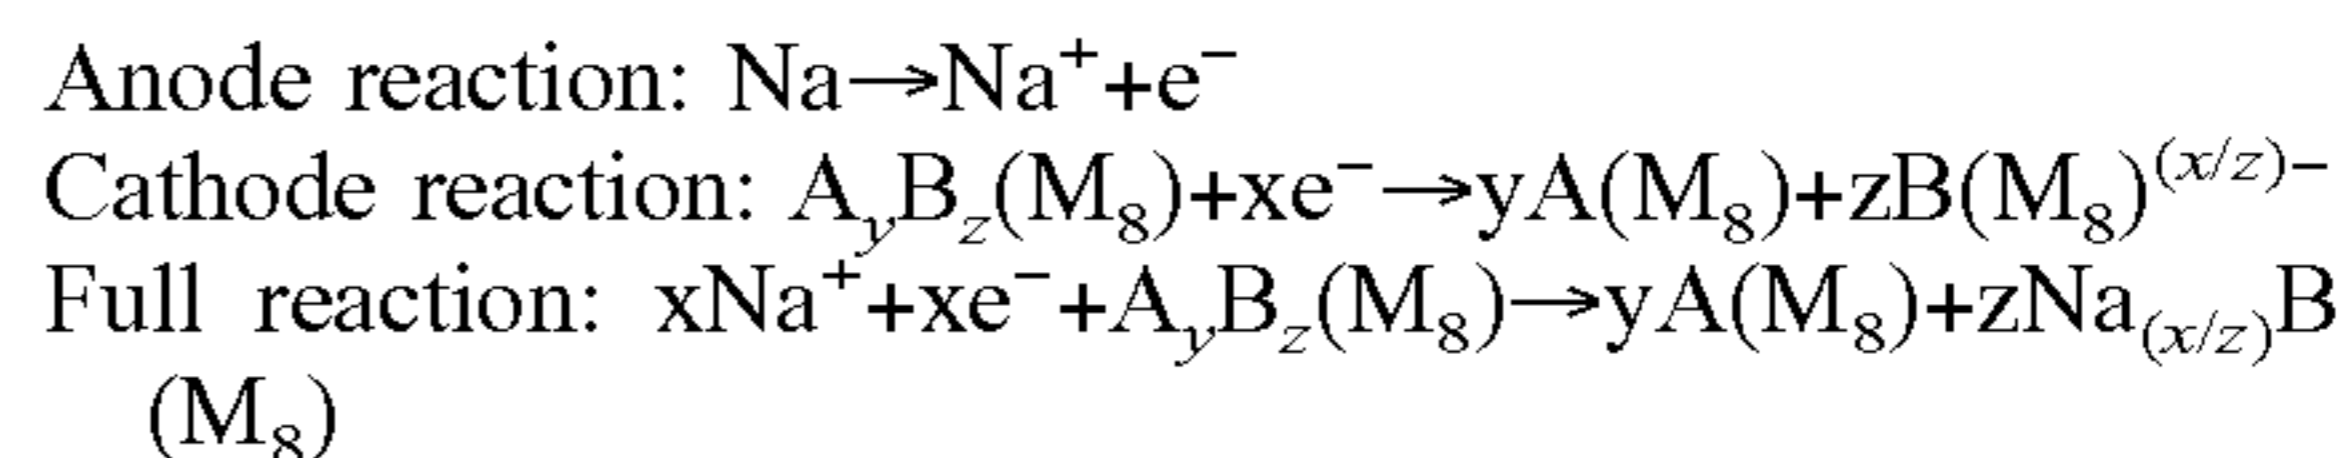 Anode reaction: Na→Na⁺+e⁻
Cathode reaction: A_yB_z(M₈)+xe⁻→yA(M₈)+zB(M₈)^(x/z)−
Full reaction: xNa⁺+xe⁻+A_yB_z(M₈)→yA(M₈)+zNa_(x/z)B
(M₈)